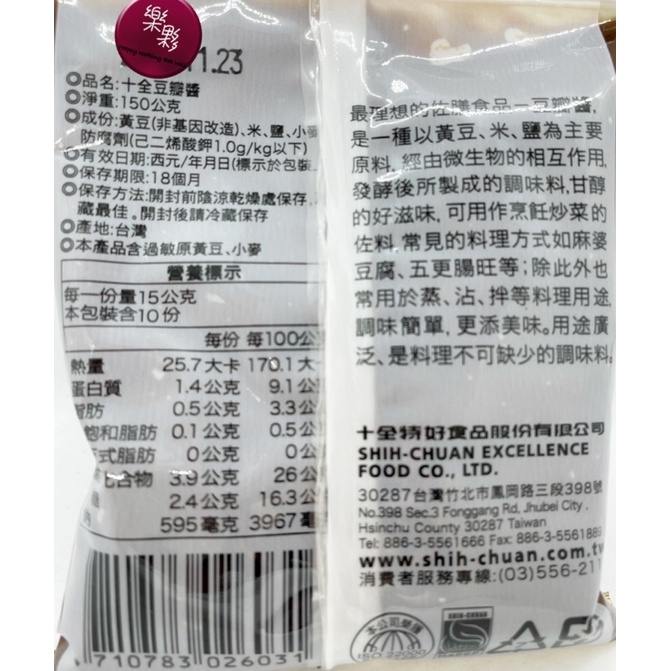 樂夥
1.23
品名:十全豆瓣醬
淨重:150公克
成份:黃豆(非基因改造)、米、鹽、小麥
防腐劑(己二烯酸鉀1.0g/kg以下)
有效日期:西元/年月日(標示於包裝
保存期限:18個月
保存方法:開封前陰涼乾燥處保存,
藏最佳。開封後請冷藏保存
產地:台灣
本產品含過敏原黃豆、小麥
營養標示
每一份量15公克
本包裝含10份
每份 每100公
熱量 25.7大卡 170.1大
蛋白質 1.4公克 9.1公
脂肪 0.5公克 3.3公
飽和脂肪 0.1公克 0.5公
式脂肪 0公克 0公
化合物 3.9公克 26公
2.4公克 16.3公
595毫克 3967毫
4710783026031
最理想的佐膳食品—豆瓣醬,
是一種以黃豆、米、鹽為主要
原料, 經由微生物的相互作用,
發酵後所製成的調味料,甘醇
的好滋味, 可用作烹飪炒菜的
佐料, 常見的料理方式如麻婆
豆腐、五更腸旺等; 除此外也
常用於蒸、沾、拌等料理用途,
調味簡單, 更添美味。用途廣
泛、是料理不可缺少的調味料
十全特好食品股份有限公司
SHIH-CHUAN EXCELLENCE
FOOD CO., LTD.
30287台灣竹北市鳳岡路三段398號
No.398 Sec.3 Fonggang Rd, Jhubei City,
Hsinchu County 30287 Taiwan
Tel: 886-3-5561666 Fax: 886-3-556188
www.shih-chuan.com.tw
消費者服務專線:(03)556-21
本公司榮獲
ISO 22000
SHIH-CHUAN